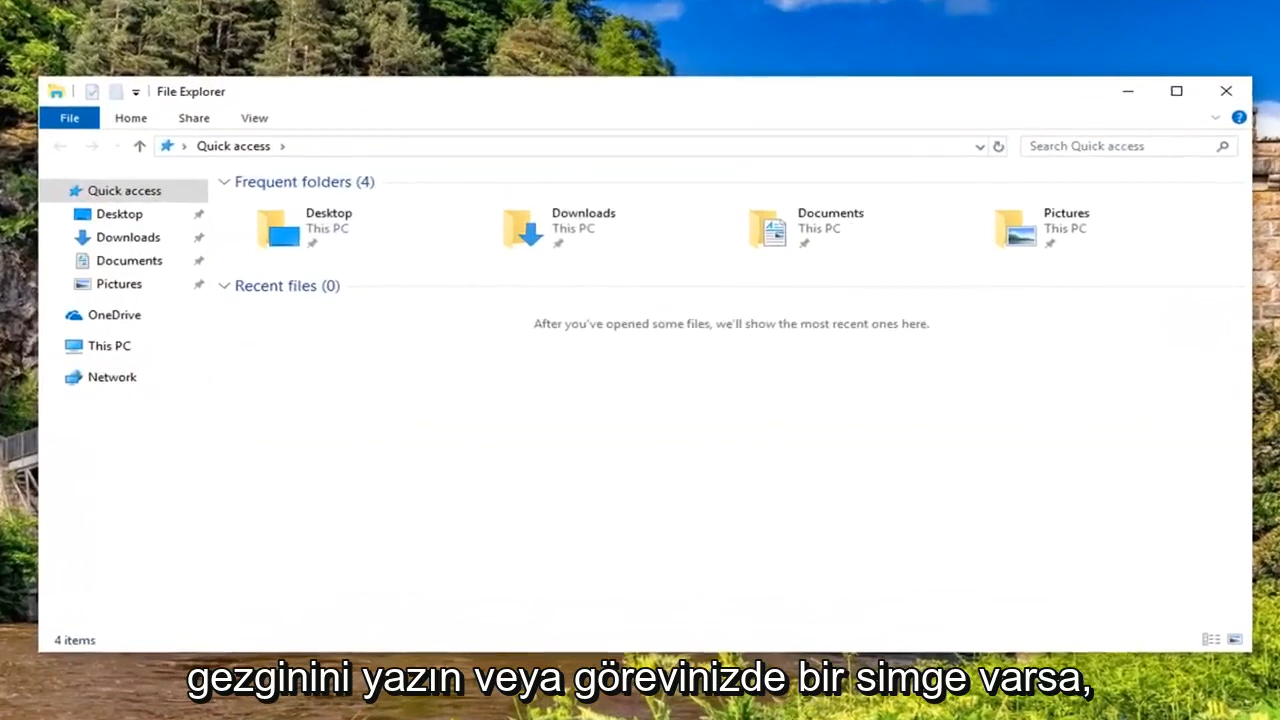 File Explorer
File Home Share View
Quick access
Search Quick access
Quick access
Desktop
Downloads
Documents
Pictures
OneDrive
This PC
Network
Frequent folders (4)
Desktop
This PC
Downloads
This PC
Documents
This PC
Pictures
This PC
Recent files (0)
After you've opened some files, we'll show the most recent ones here.
4 items
gezginini yazın veya görevinizde bir simge varsa,